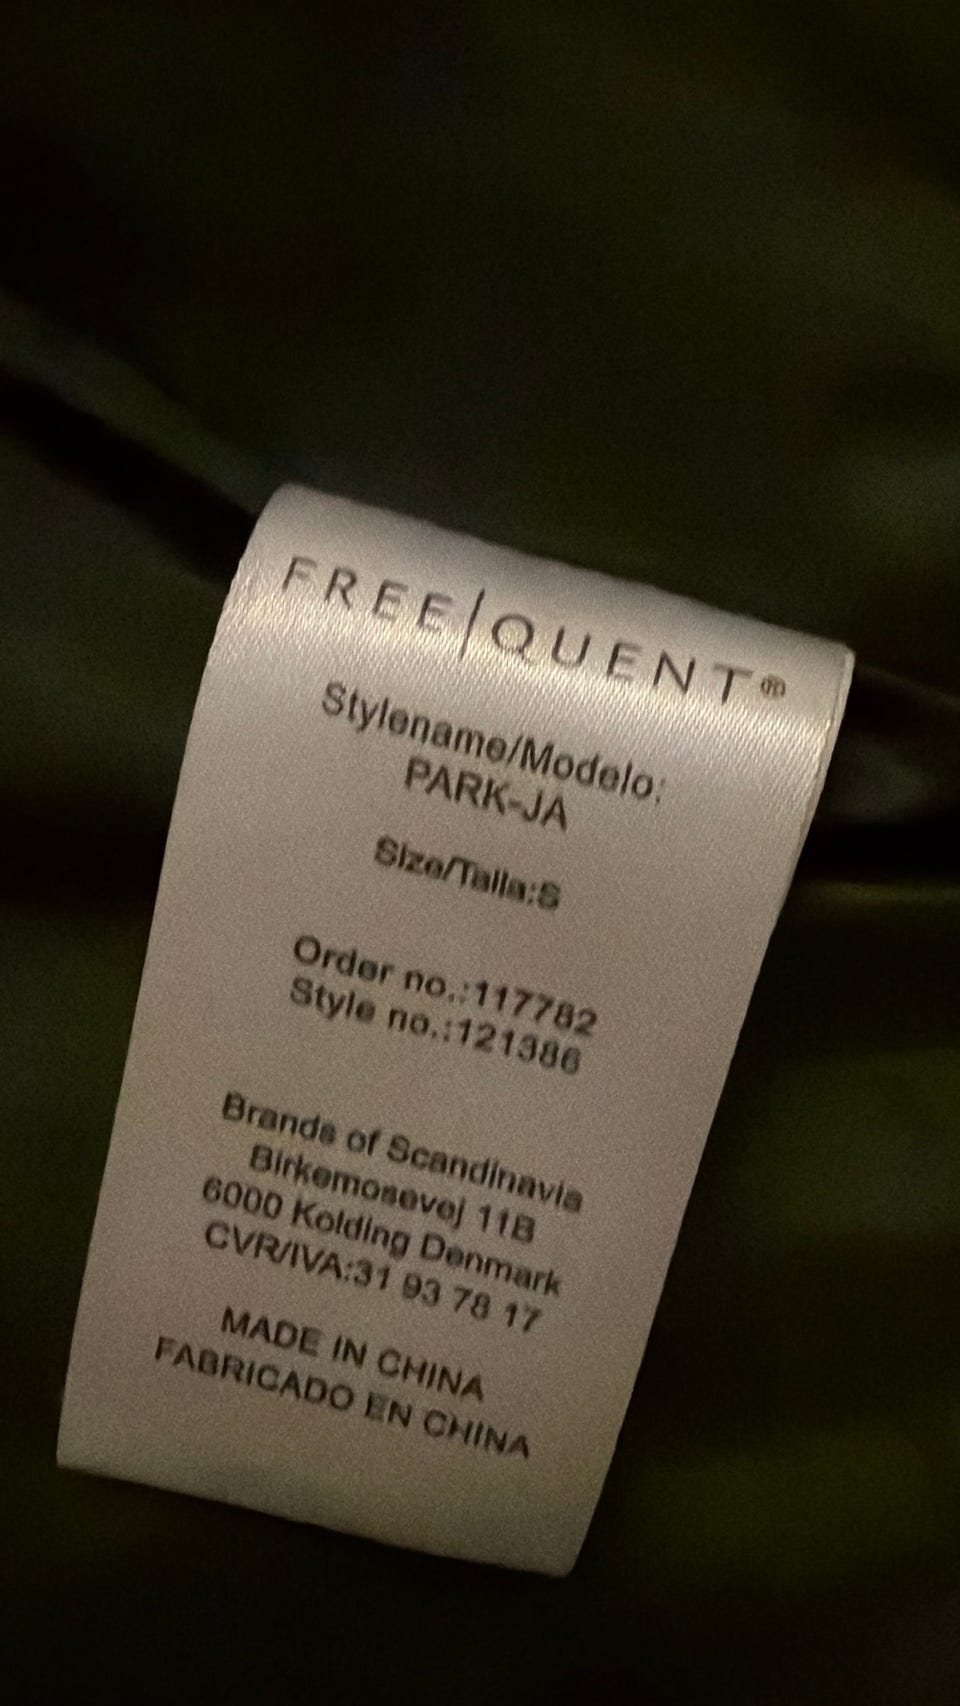 FREE|QUENT®
Stylename/Modelo:
PARK-JA
Size/Talla:S
Order no.:117782
Style no.:121386
Brands of Scandinavia
Birkemosevej 11B
6000 Kolding Denmark
CVR/IVA:31 93 78 17
MADE IN CHINA
FABRICADO EN CHINA